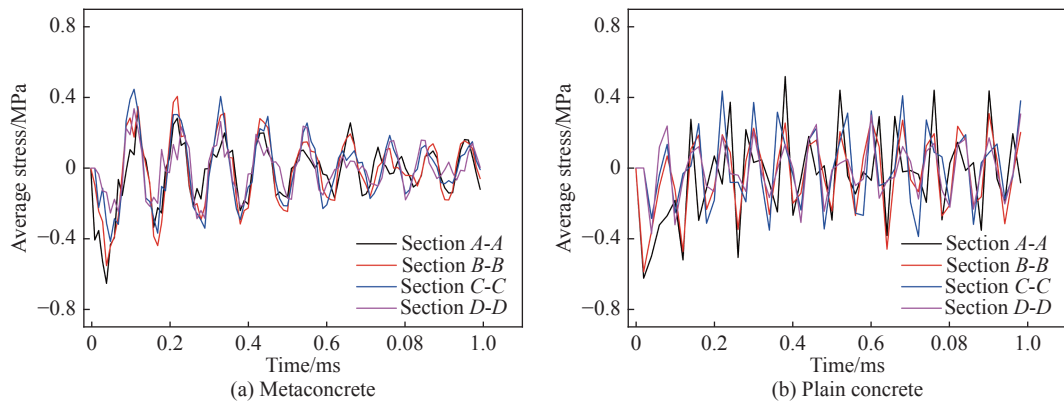 0.8
0.4
0
−0.4
−0.8
Average stress/MPa
Section A-A
Section B-B
Section C-C
Section D-D
0 0.2 0.4 0.6 0.08 1.0
Time/ms
(a) Metaconcrete
0.8
0.4
0
−0.4
−0.8
Average stress/MPa
Section A-A
Section B-B
Section C-C
Section D-D
0 0.2 0.4 0.6 0.08 1.0
Time/ms
(b) Plain concrete